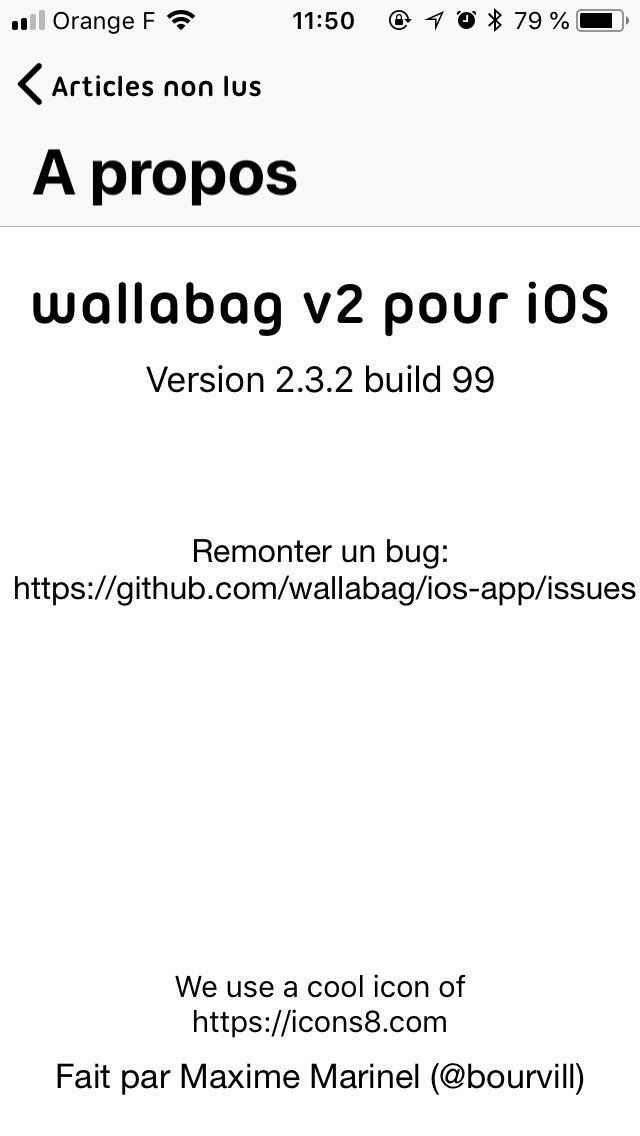 Orange F 11:50 79 %
Articles non lus
A propos
wallabag v2 pour iOS
Version 2.3.2 build 99
Remonter un bug:
https://github.com/wallabag/ios-app/issues
We use a cool icon of
https://icons8.com
Fait par Maxime Marinel (@bourvill)